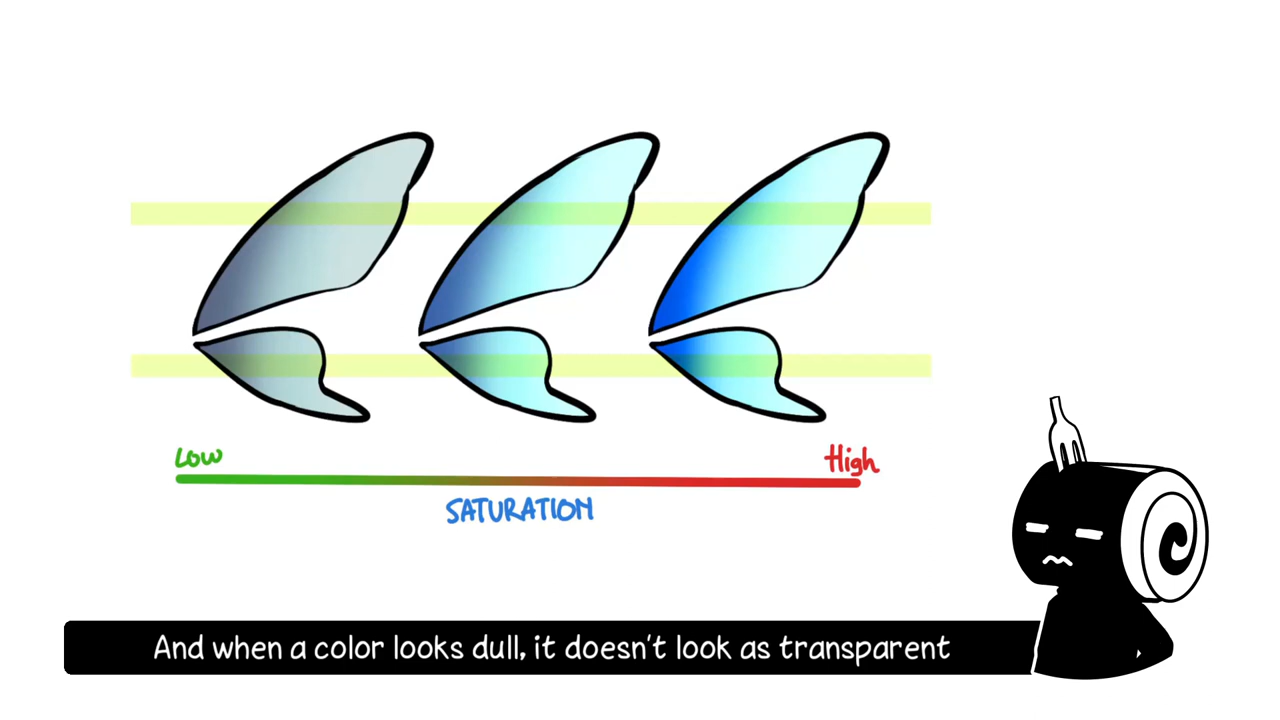 Low
High
SATURATION
And when a color looks dull, it doesn't look as transparent